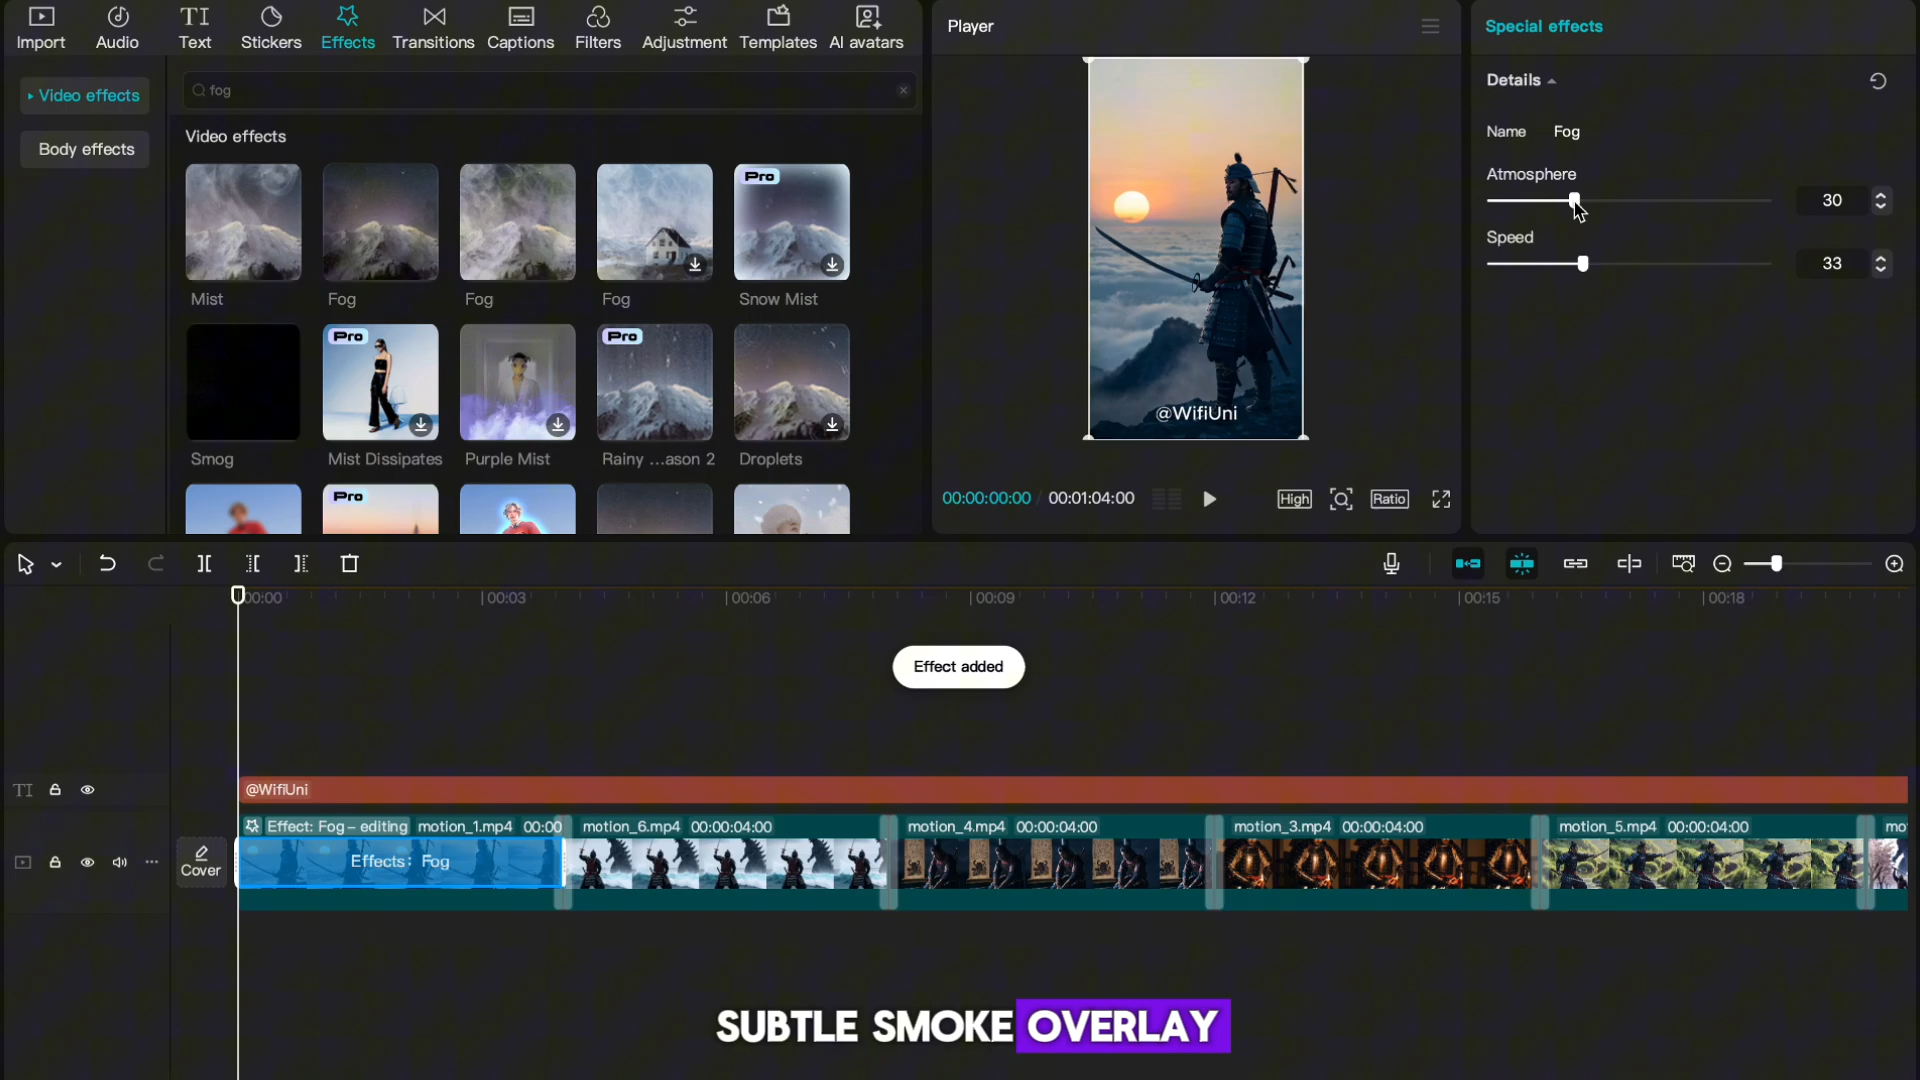 Import Audio Text Stickers Effects Transitions Captions Filters Adjustment Templates AI avatars
Video effects
Body effects
fog
Video effects
Pro
Mist Fog Fog Fog Snow Mist
Pro Pro
Smog Mist Dissipates Purple Mist Rainy ...ason 2 Droplets
Pro
Player
@WifiUni
00:00:00:00 / 00:01:04:00
High Ratio
Special effects
Details
Name Fog
Atmosphere
30
Speed
33
00:00 00:03 00:06 00:09 00:12 00:15 00:18
Effect added
TI @WifiUni
Effect: Fog – editing motion_1.mp4 00:00 motion_6.mp4 00:00:04:00 motion_4.mp4 00:00:04:00 motion_3.mp4 00:00:04:00 motion_5.mp4 00:00:04:00 mo
Cover Effects: Fog
SUBTLE SMOKE OVERLAY